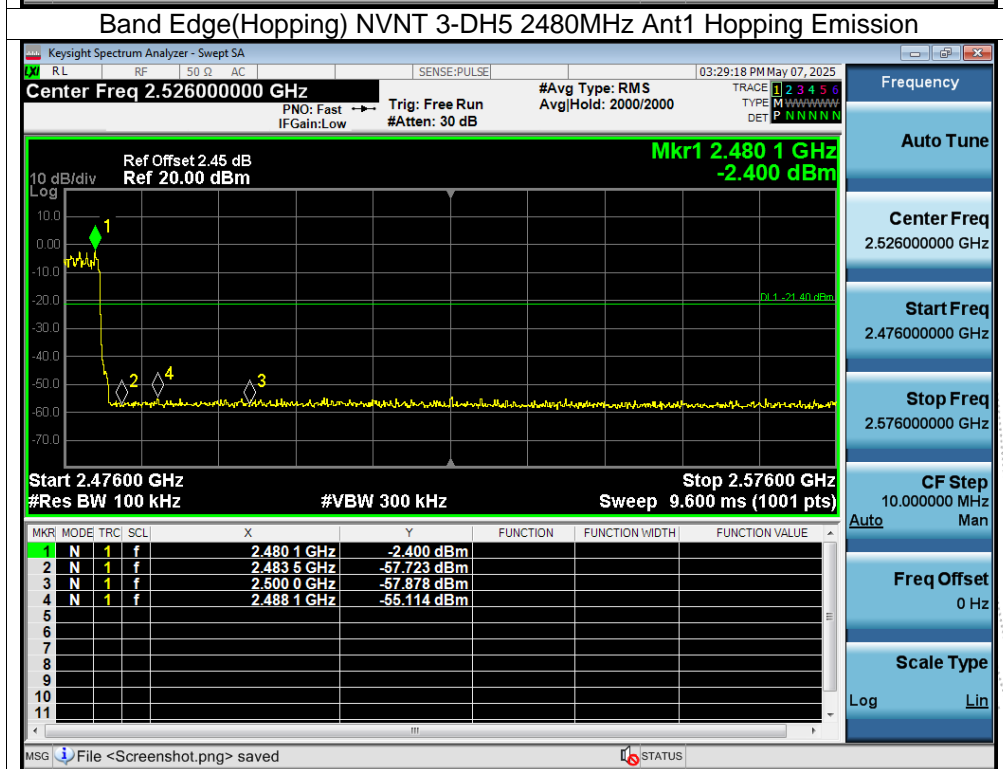 Band Edge(Hopping) NVNT 3-DH5 2480MHz Ant1 Hopping Emission
Keysight Spectrum Analyzer - Swept SA
LXI RL RF 50 Ω AC SENSE:PULSE 03:29:18 PM May 07, 2025
Center Freq 2.526000000 GHz #Avg Type: RMS TRACE 1 2 3 4 5 6
PNO: Fast Trig: Free Run Avg|Hold: 2000/2000 TYPE M WWWWW
IFGain:Low #Atten: 30 dB DET P N N N N N
Mkr1 2.480 1 GHz
-2.400 dBm
Ref Offset 2.45 dB
10 dB/div Ref 20.00 dBm
Log
10.0
1
0.00
-10.0
-20.0
DL1 -21.40 dBm
-30.0
-40.0
-50.0
2 4 3
-60.0
-70.0
Start 2.47600 GHz Stop 2.57600 GHz
#Res BW 100 kHz #VBW 300 kHz Sweep 9.600 ms (1001 pts)
MKR MODE TRC SCL X Y FUNCTION FUNCTION WIDTH FUNCTION VALUE
1 N 1 f 2.480 1 GHz -2.400 dBm
2 N 1 f 2.483 5 GHz -57.723 dBm
3 N 1 f 2.500 0 GHz -57.878 dBm
4 N 1 f 2.488 1 GHz -55.114 dBm
5
6
7
8
9
10
11
MSG File <Screenshot.png> saved STATUS
Frequency
Auto Tune
Center Freq
2.526000000 GHz
Start Freq
2.476000000 GHz
Stop Freq
2.576000000 GHz
CF Step
10.000000 MHz
Auto Man
Freq Offset
0 Hz
Scale Type
Log Lin